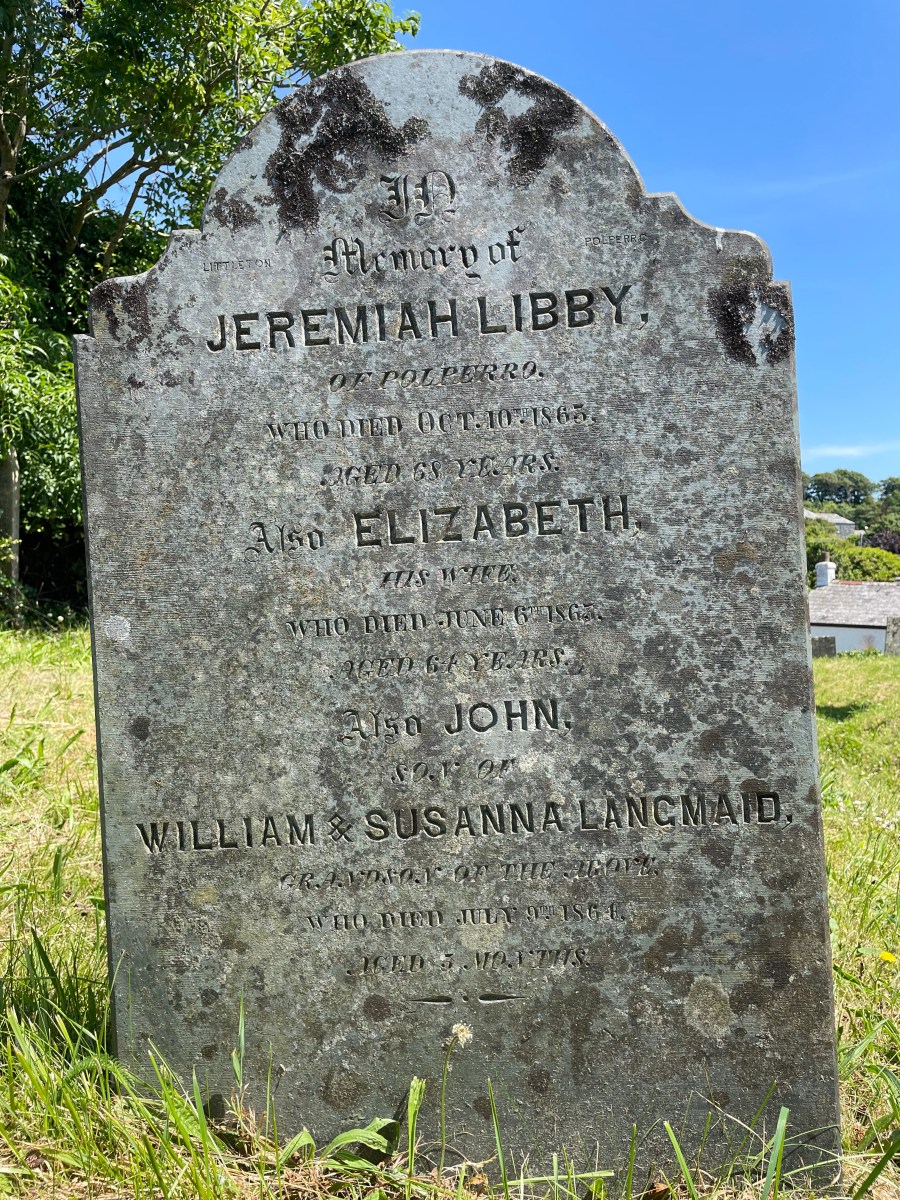 IN
LITTLETON
Memory of
POLPERRO
JEREMIAH LIBBY,
OF POLPERRO.
WHO DIED OCT. 10TH 1865.
AGED 68 YEARS.
Also ELIZABETH,
HIS WIFE.
WHO DIED JUNE 6TH 1865.
AGED 64 YEARS.
Also JOHN,
SON OF
WILLIAM & SUSANNA LANGMAID,
GRANDSON OF THE ABOVE,
WHO DIED JULY 9TH 1864.
AGED 5 MONTHS.